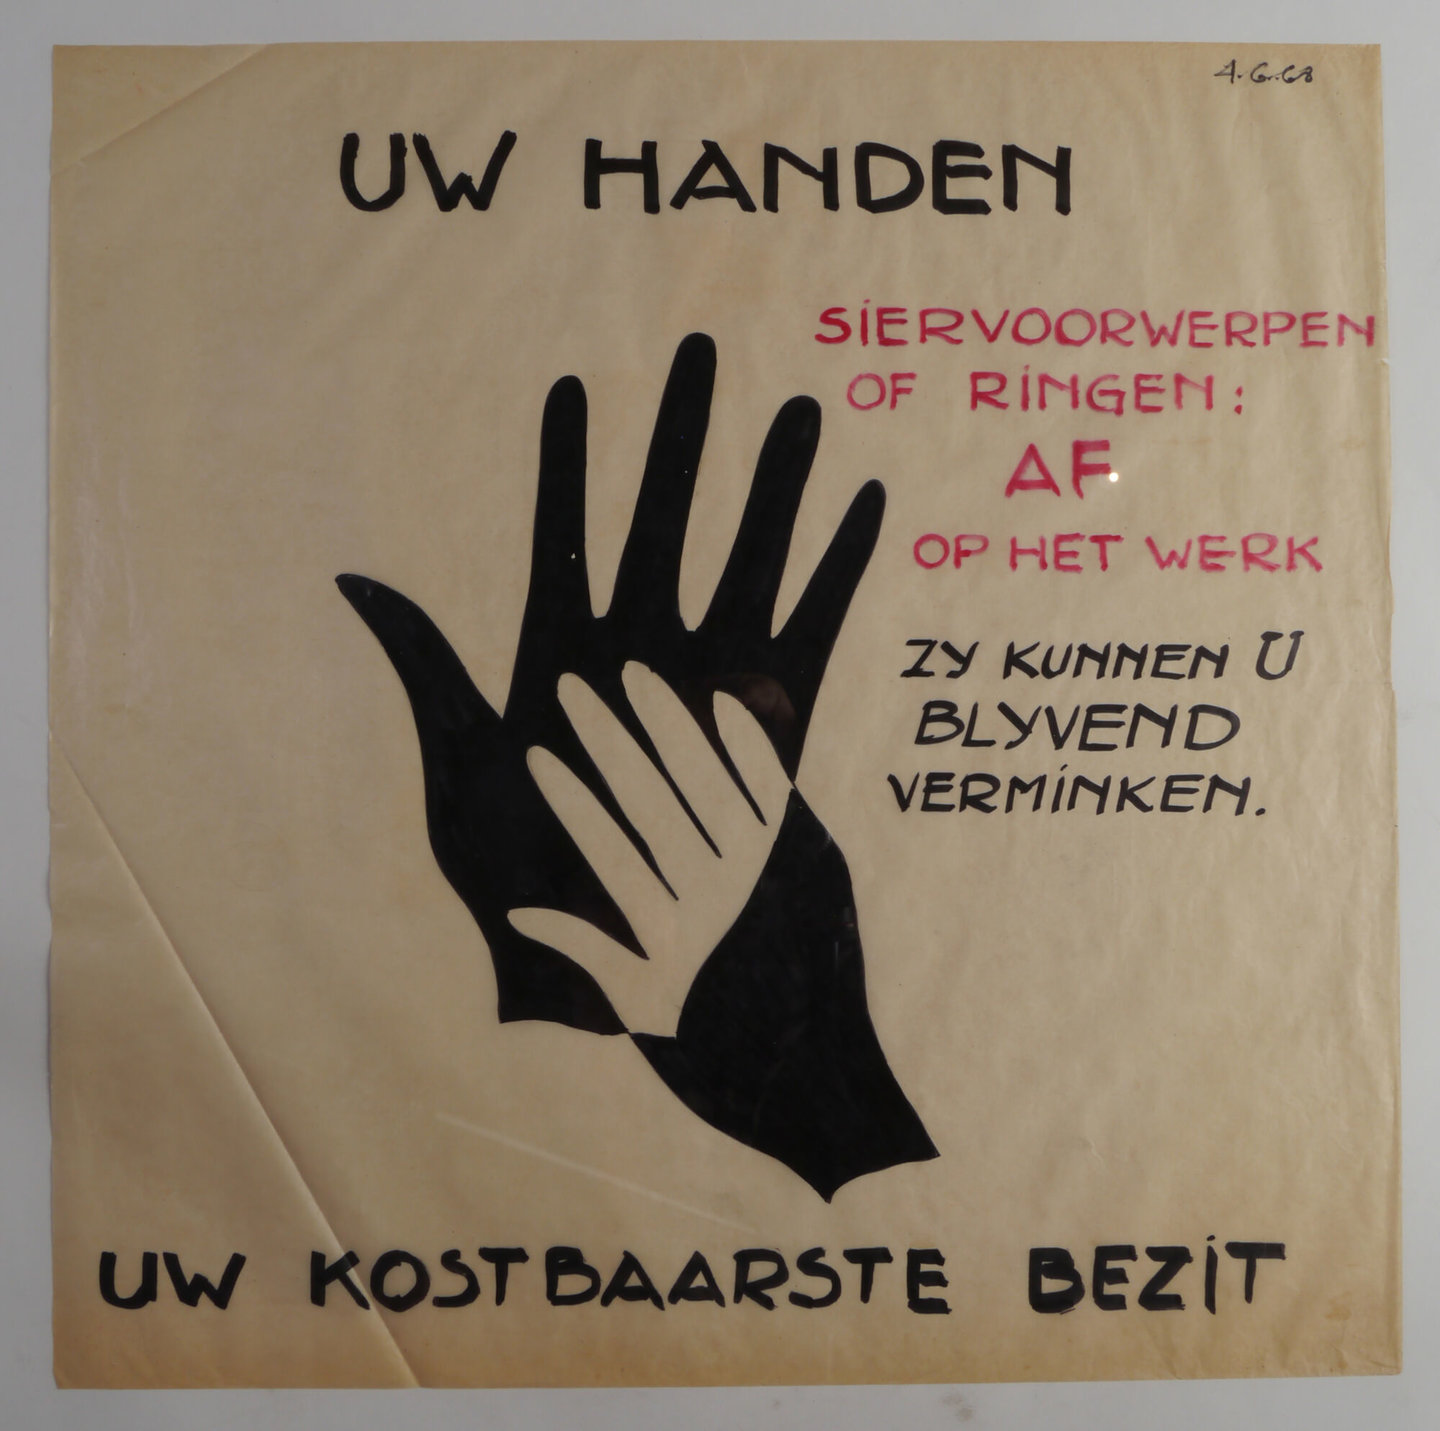 4.6.68
UW HANDEN
SiERVOORWERPEN
OF RiNGEN:
AF
OP HET WERK
ZY KUNNEN U
BLYVEND
VERMiNKEN.
UW KOSTBAARSTE BEZiT